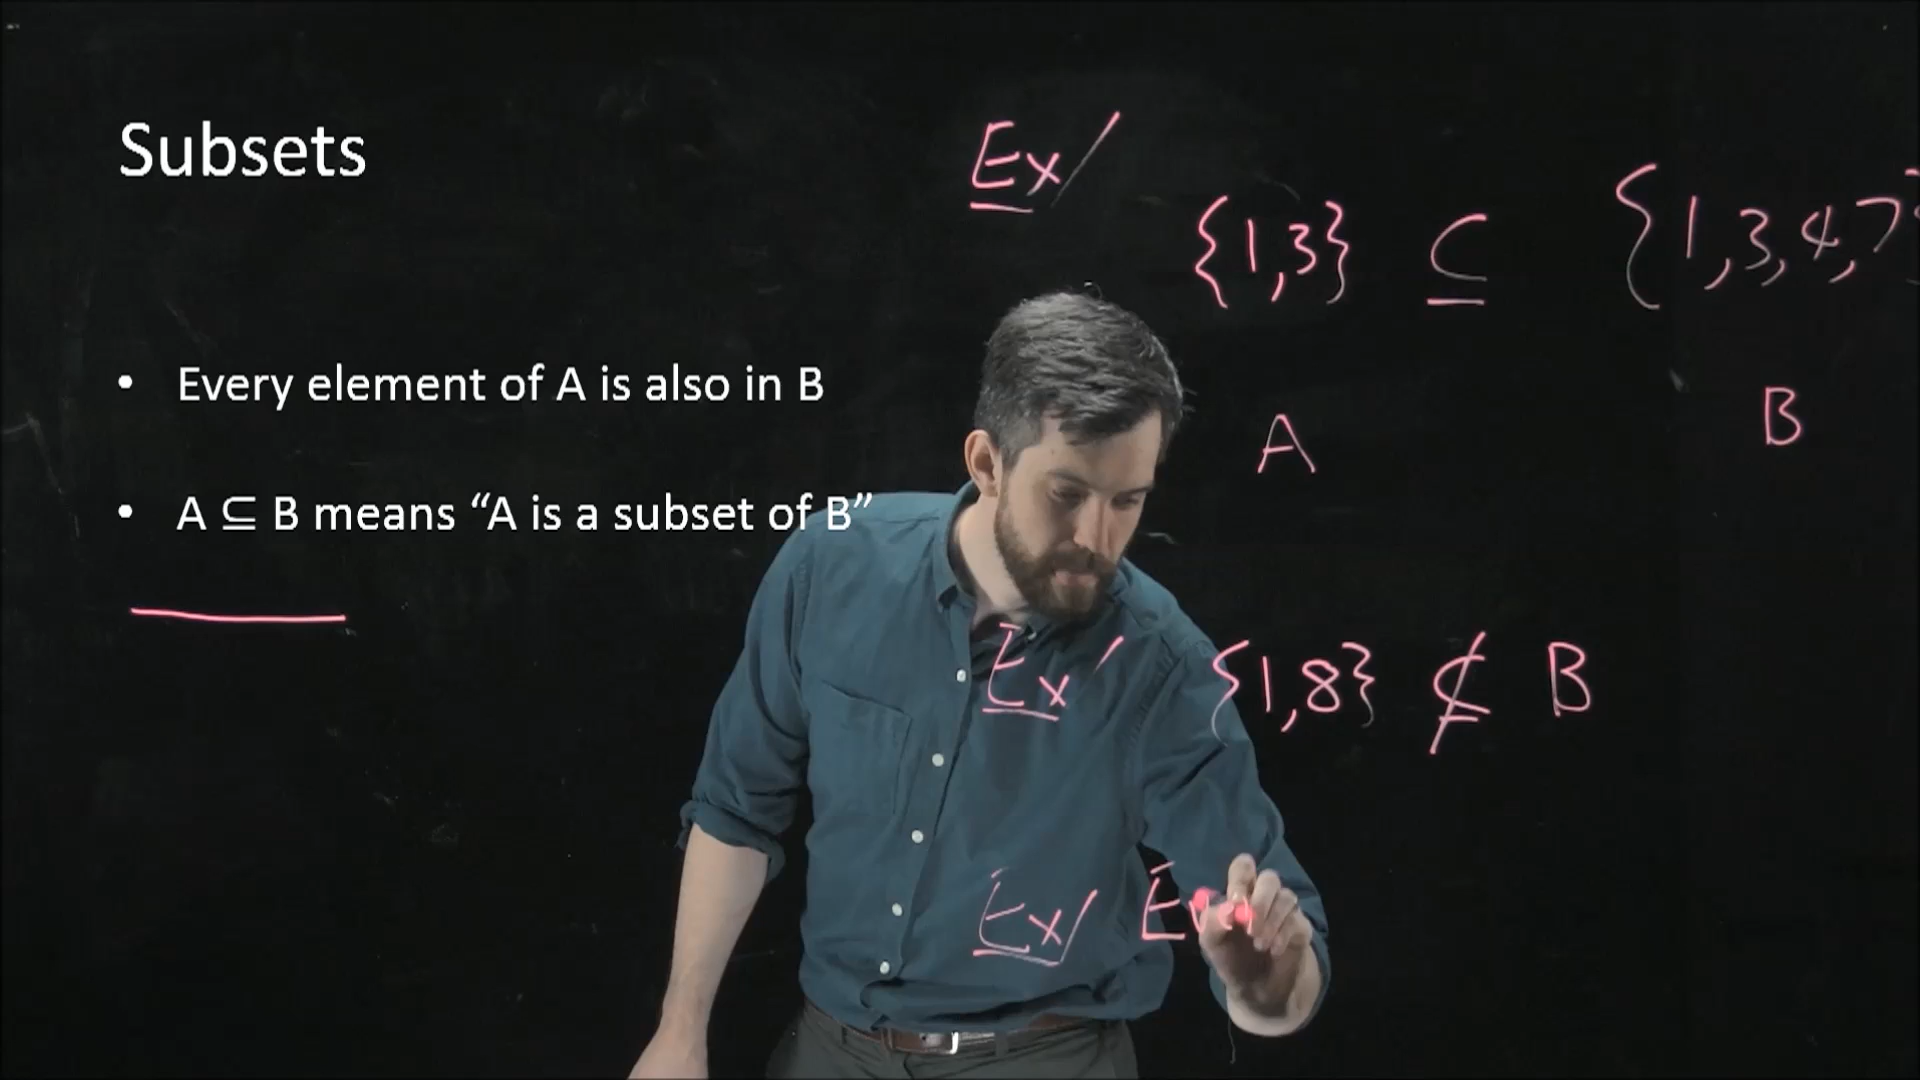 Subsets
• Every element of A is also in B
• A ⊆ B means “A is a subset of B”
Ex/
{1,3} ⊆ {1,3,4,7}
A
B
Ex/ {1,8} ⊈ B
Ex/